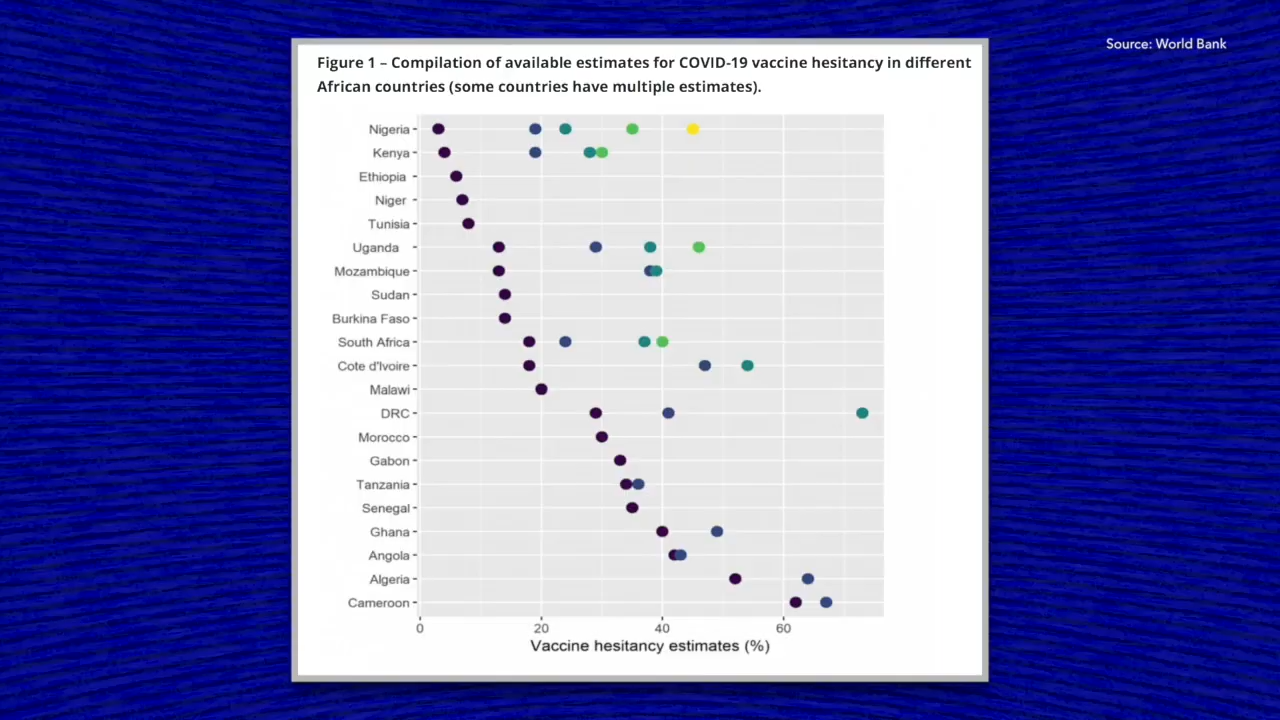 Source: World Bank
Figure 1 – Compilation of available estimates for COVID-19 vaccine hesitancy in different
African countries (some countries have multiple estimates).
Nigeria
Kenya
Ethiopia
Niger
Tunisia
Uganda
Mozambique
Sudan
Burkina Faso
South Africa
Cote d'Ivoire
Malawi
DRC
Morocco
Gabon
Tanzania
Senegal
Ghana
Angola
Algeria
Cameroon
0 20 40 60
Vaccine hesitancy estimates (%)